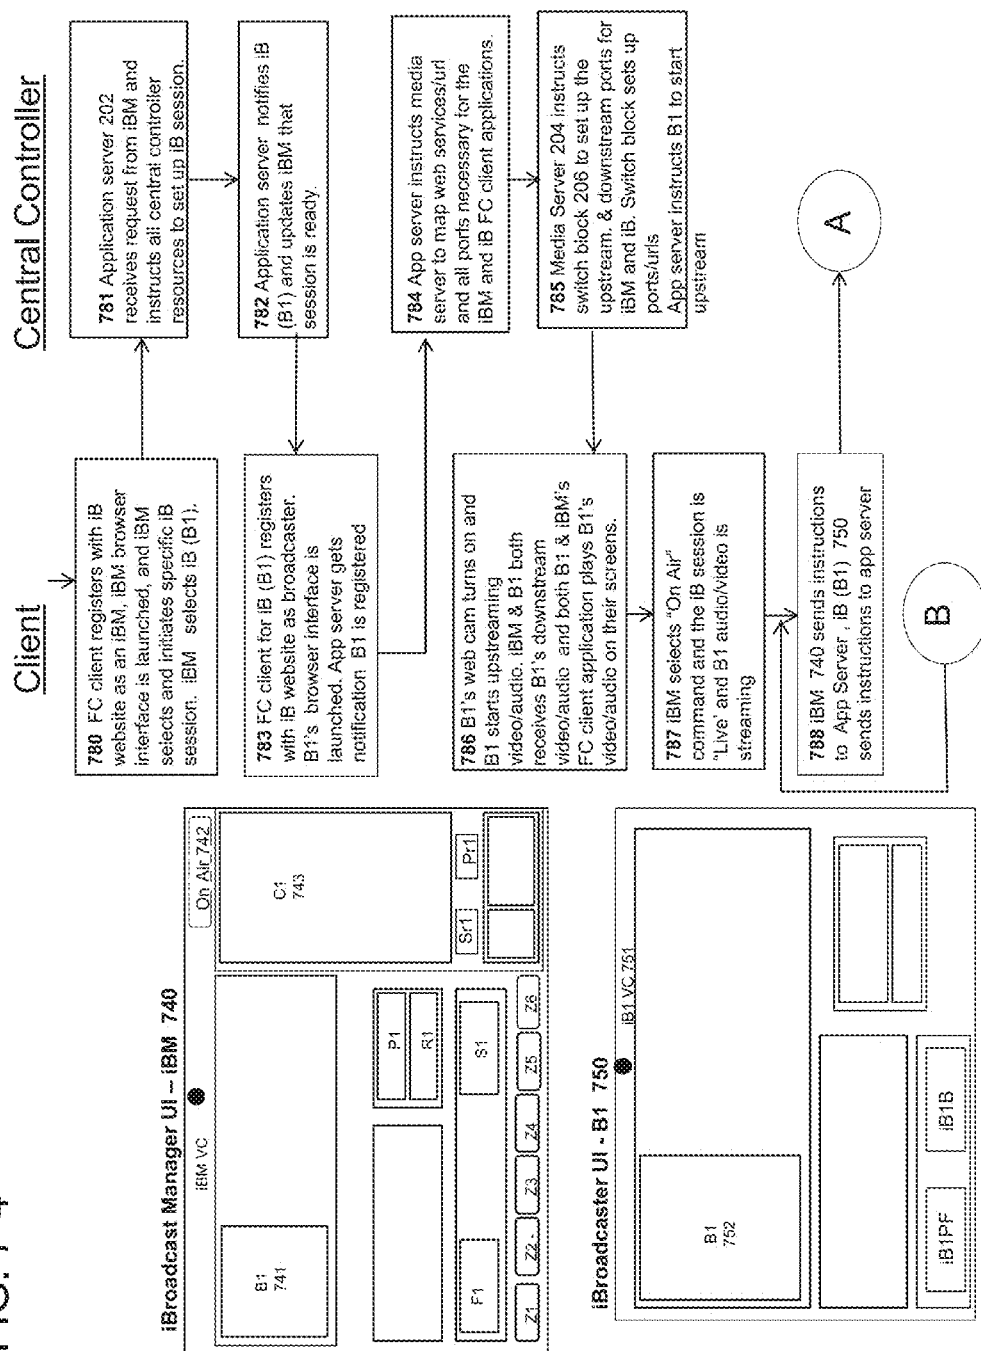 Client
Central Controller
780 FC client registers with iB
website as an iBM, iBM browser
interface is launched, and iBM
selects and initiates specific iB
session. iBM selects iB (B1).
781 Application server 202
receives request from iBM and
instructs all central controller
resources to set up iB session.
782 Application server notifies iB
(B1) and updates iBM that
session is ready.
783 FC client for iB (B1) registers
with iB website as broadcaster.
B1's browser interface is
launched. App server gets
notification B1 is registered
784 App server instructs media
server to map web services/url
and all ports necessary for the
iBM and iB FC client applications.
785 Media Server 204 instructs
switch block 206 to set up the
upstream. & downstream ports for
iBM and iB. Switch block sets up
ports/urls
App server instructs B1 to start
upstream
786 B1's web cam turns on and
B1 starts upstreaming
video/audio. iBM & B1 both
receives B1's downstream
video/audio and both B1 & iBM's
FC client application plays B1's
video/audio on their screens.
787 iBM selects "On Air"
command and the iB session is
"Live' and B1 audio/video is
streaming
788 iBM 740 sends instructions
to App Server , iB (B1) 750
sends instructions to app server
A
B
iBroadcast Manager UI – iBM 740
iBM VC
On Air 742
B1
741
C1
743
P1
R1
Sr1
Pr1
F1
S1
Z1
Z2
Z3
Z4
Z5
Z6
iBroadcaster UI - B1 750
iB1 VC 751
B1
752
iB1PF
iB1B